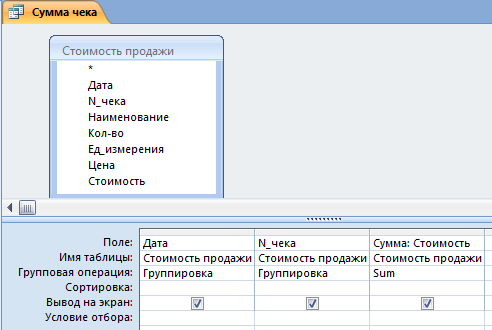 Сумма чека
Стоимость продажи
*
Дата
N_чека
Наименование
Кол-во
Ед_измерения
Цена
Стоимость
Поле: Дата N_чека Сумма: Стоимость
Имя таблицы: Стоимость продажи Стоимость продажи Стоимость продажи
Групповая операция: Группировка Группировка Sum
Сортировка:
Вывод на экран:
Условие отбора: